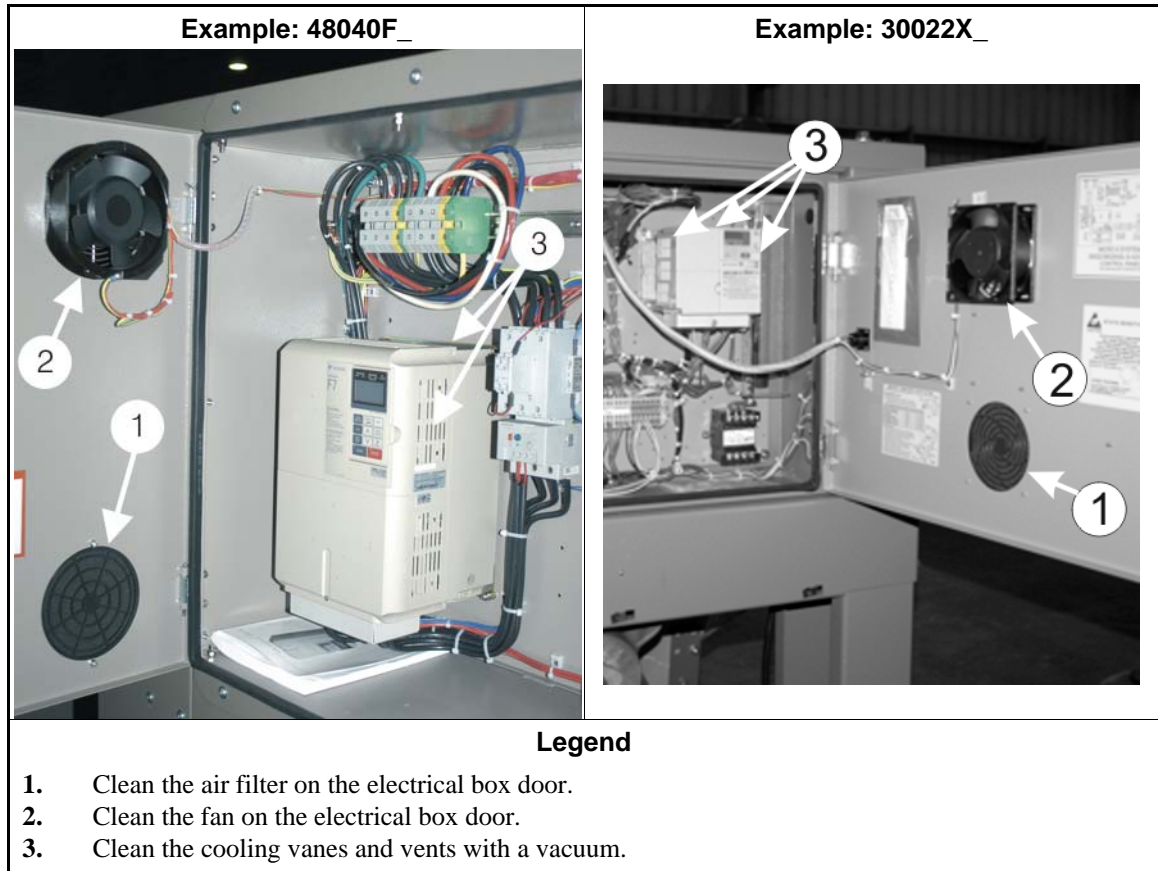 Example: 48040F_
Example: 30022X_
3
2
1
F7
3
2
1
Legend
1. Clean the air filter on the electrical box door.
2. Clean the fan on the electrical box door.
3. Clean the cooling vanes and vents with a vacuum.